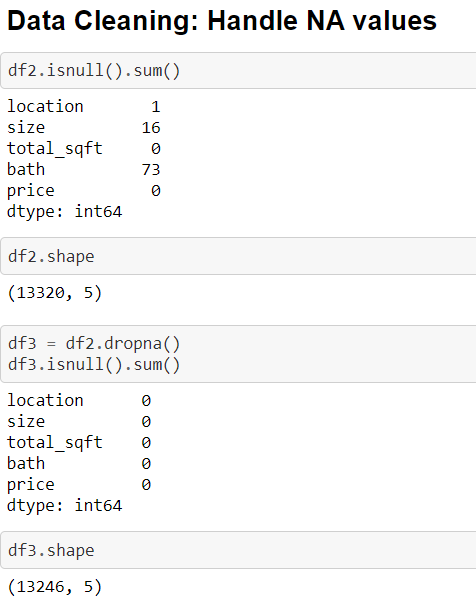 Data Cleaning: Handle NA values
df2.isnull().sum()
location 1
size 16
total_sqft 0
bath 73
price 0
dtype: int64
df2.shape
(13320, 5)
df3 = df2.dropna()
df3.isnull().sum()
location 0
size 0
total_sqft 0
bath 0
price 0
dtype: int64
df3.shape
(13246, 5)